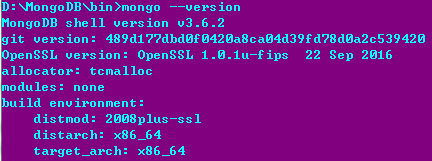 D:\MongoDB\bin>mongo --version
MongoDB shell version v3.6.2
git version: 489d177dbd0f0420a8ca04d39fd78d0a2c539420
OpenSSL version: OpenSSL 1.0.1u-fips  22 Sep 2016
allocator: tcmalloc
modules: none
build environment:
    distmod: 2008plus-ssl
    distarch: x86_64
    target_arch: x86_64